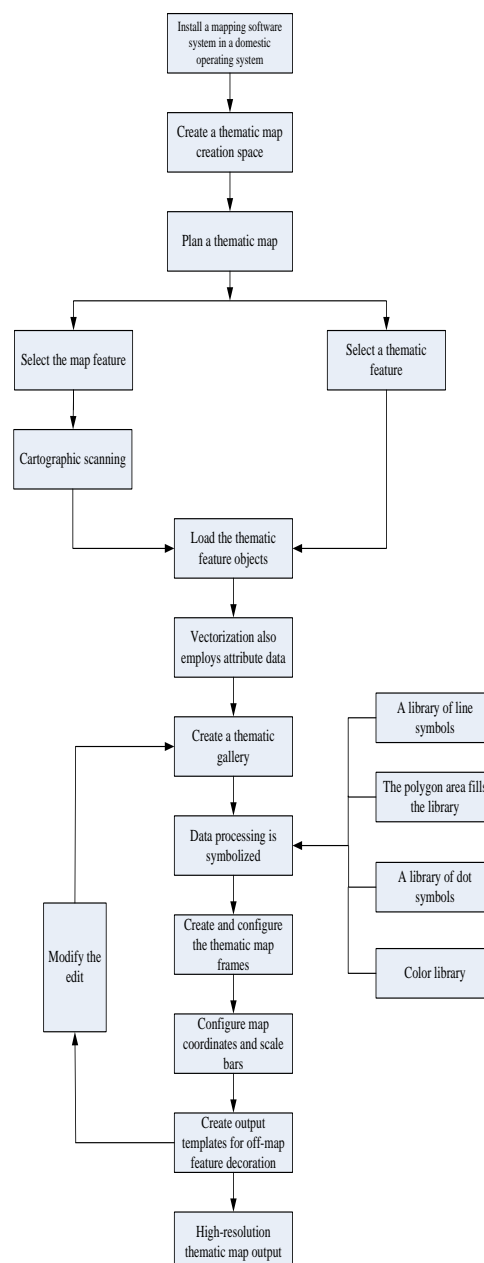 Install a mapping software
system in a domestic
operating system
Create a thematic map
creation space
Plan a thematic map
Select the map feature
Select a thematic
feature
Cartographic scanning
Load the thematic
feature objects
Vectorization also
employs attribute data
Create a thematic
gallery
A library of line
symbols
The polygon area fills
the library
Data processing is
symbolized
A library of dot
symbols
Create and configure
the thematic map
frames
Modify the
edit
Color library
Configure map
coordinates and scale
bars
Create output
templates for off-map
feature decoration
High-resolution
thematic map output